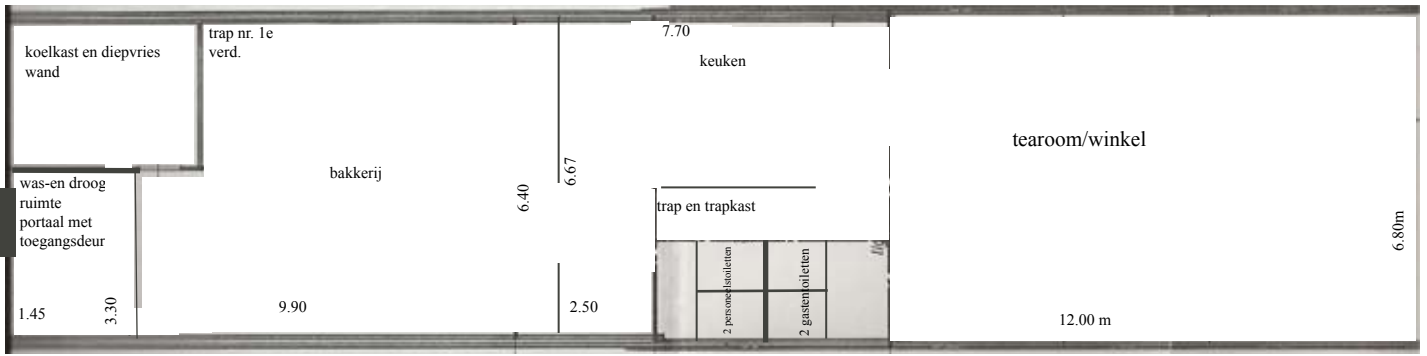 koelkast en diepvries
wand
trap nr. 1e
verd.
7.70
keuken
tearoom/winkel
bakkerij
6.40
6.67
was-en droog
ruimte
portaal met
toegangsdeur
trap en trapkast
2 personeelstoiletten
2 gastentoiletten
6.80m
1.45
3.30
9.90
2.50
12.00 m